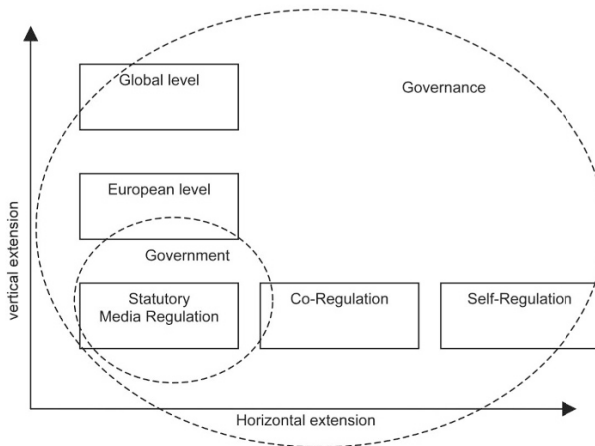 Global level
Governance
European level
Government
Statutory
Media Regulation
Co-Regulation
Self-Regulation
vertical extension
Horizontal extension